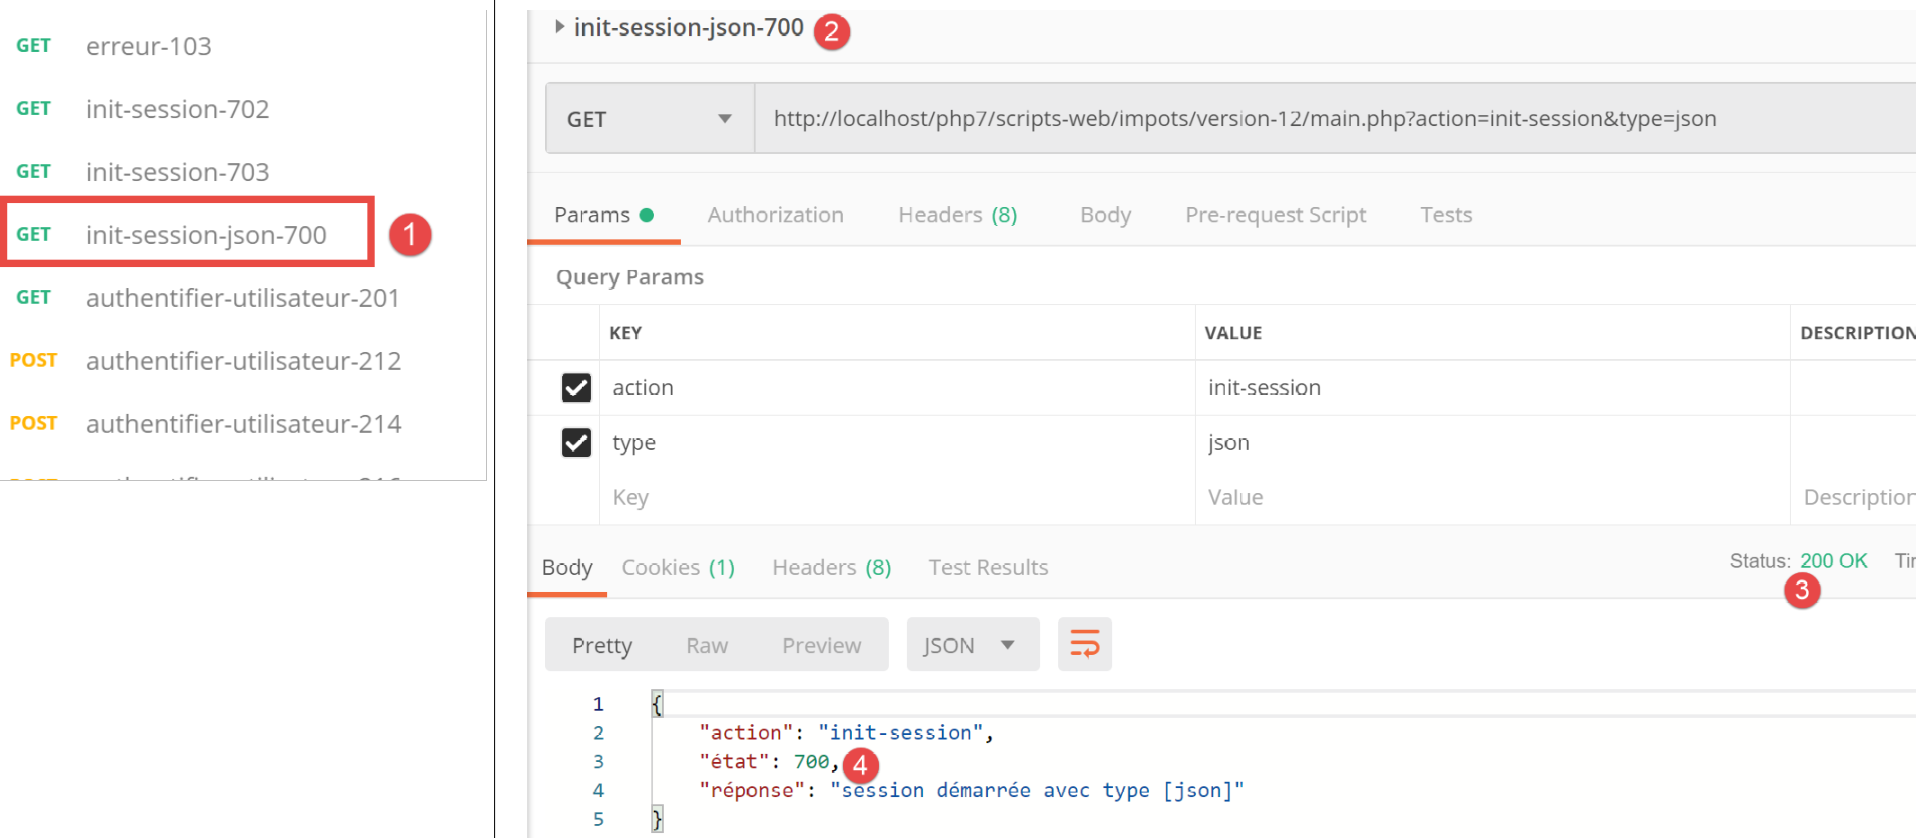 GET erreur-103
GET init-session-702
GET init-session-703
GET init-session-json-700 1
GET authentifier-utilisateur-201
POST authentifier-utilisateur-212
POST authentifier-utilisateur-214
init-session-json-700 2
GET http://localhost/php7/scripts-web/impots/version-12/main.php?action=init-session&type=json
Params Authorization Headers (8) Body Pre-request Script Tests
Query Params
KEY VALUE DESCRIPTION
action init-session
type json
Key Value Description
Body Cookies (1) Headers (8) Test Results Status: 200 OK
3
Pretty Raw Preview JSON
1 {
2 "action": "init-session",
3 "état": 700, 4
4 "réponse": "session démarrée avec type [json]"
5 }